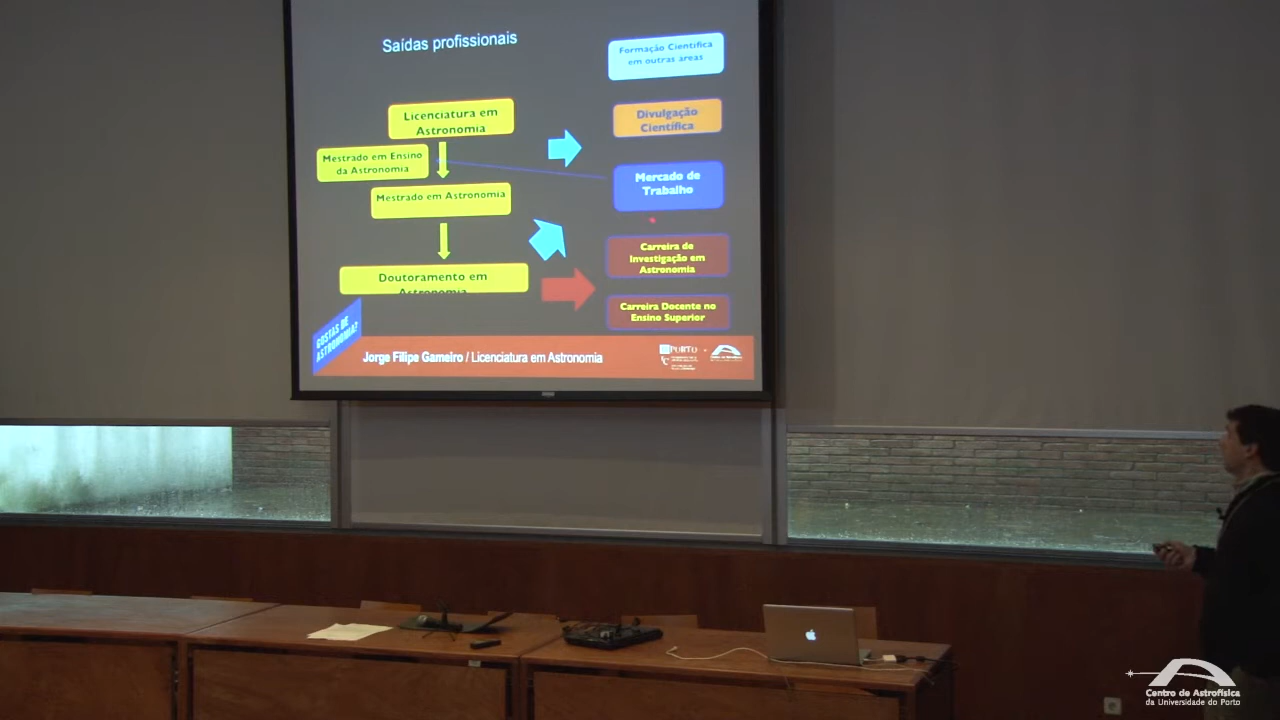 Saídas profissionais
Formação Científica
em outras areas
Licenciatura em
Astronomia
Divulgação
Científica
Mestrado em Ensino
da Astronomia
Mercado de
Trabalho
Mestrado em Astronomia
Carreira de
Investigação em
Astronomia
Doutoramento em
Astronomia
Carreira Docente no
Ensino Superior
GOSTAS DE
ASTRONOMIA?
Jorge Filipe Gameiro / Licenciatura em Astronomia
PORTO
Centro de Astrofísica
da Universidade do Porto